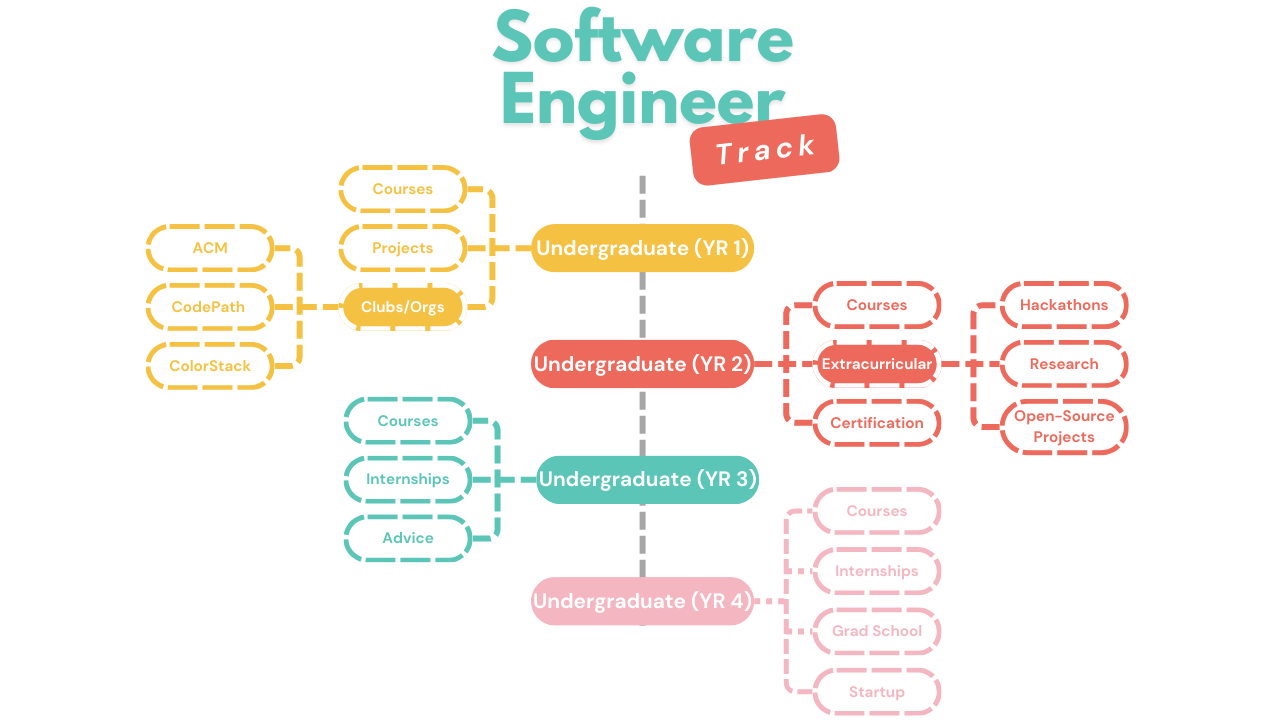 Software
Engineer
Track
Undergraduate (YR 1)
Courses
Projects
Clubs/Orgs
ACM
CodePath
ColorStack
Undergraduate (YR 2)
Courses
Extracurricular
Certification
Hackathons
Research
Open-Source
Projects
Undergraduate (YR 3)
Courses
Internships
Advice
Undergraduate (YR 4)
Courses
Internships
Grad School
Startup